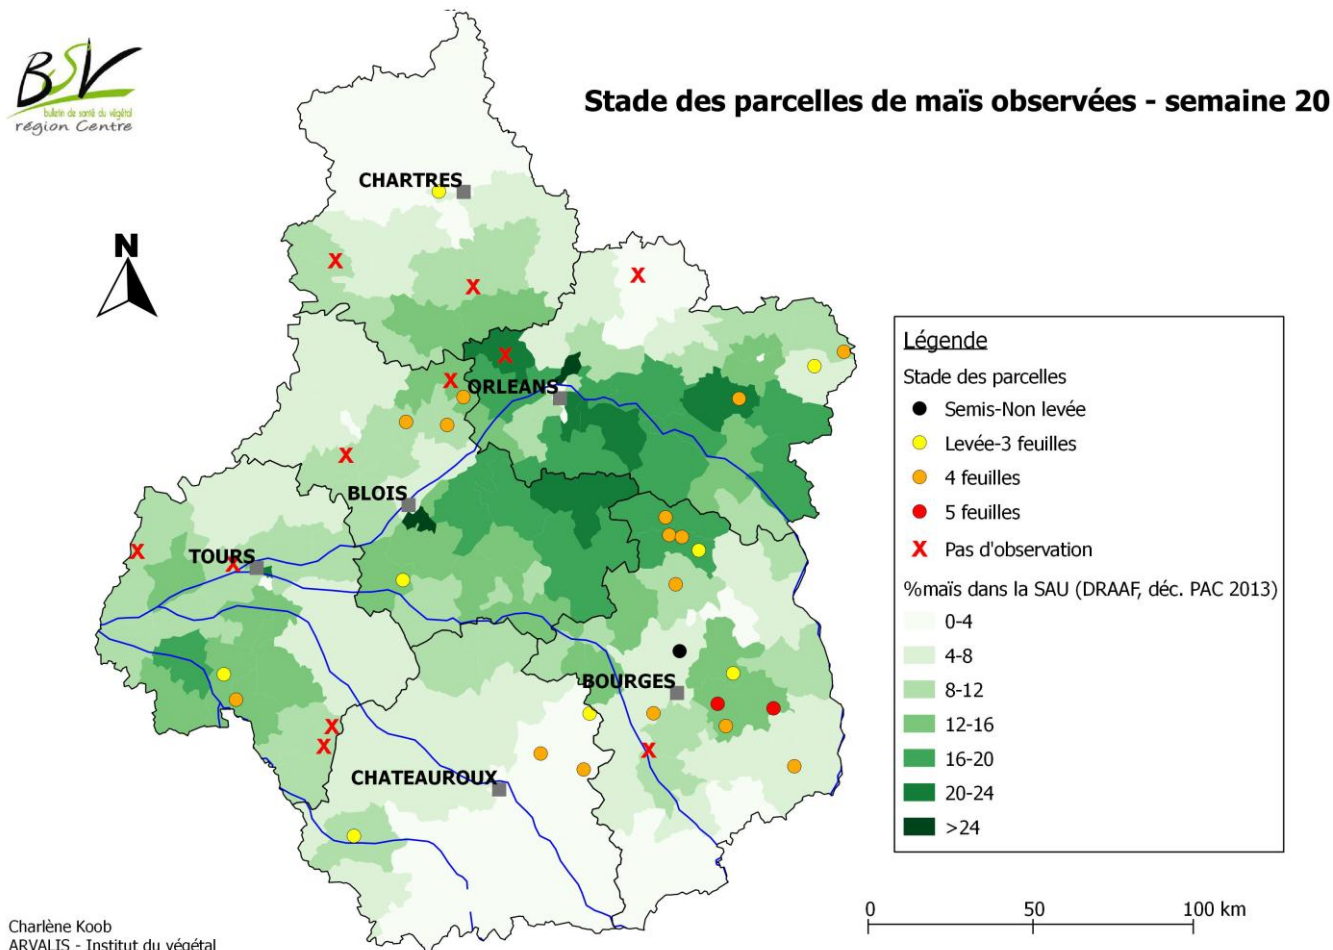 BSV
bulletin de santé du végétal
région Centre
Stade des parcelles de maïs observées - semaine 20
N
CHARTRES
X
X
X
X
X
ORLEANS
X
BLOIS
X
TOURS
X
BOURGES
X
X
X
CHATEAUROUX
Légende
Stade des parcelles
Semis-Non levée
Levée-3 feuilles
4 feuilles
5 feuilles
X Pas d'observation
%maïs dans la SAU (DRAAF, déc. PAC 2013)
0-4
4-8
8-12
12-16
16-20
20-24
>24
0 50 100 km
Charlène Koob
ARVALIS - Institut du végétal